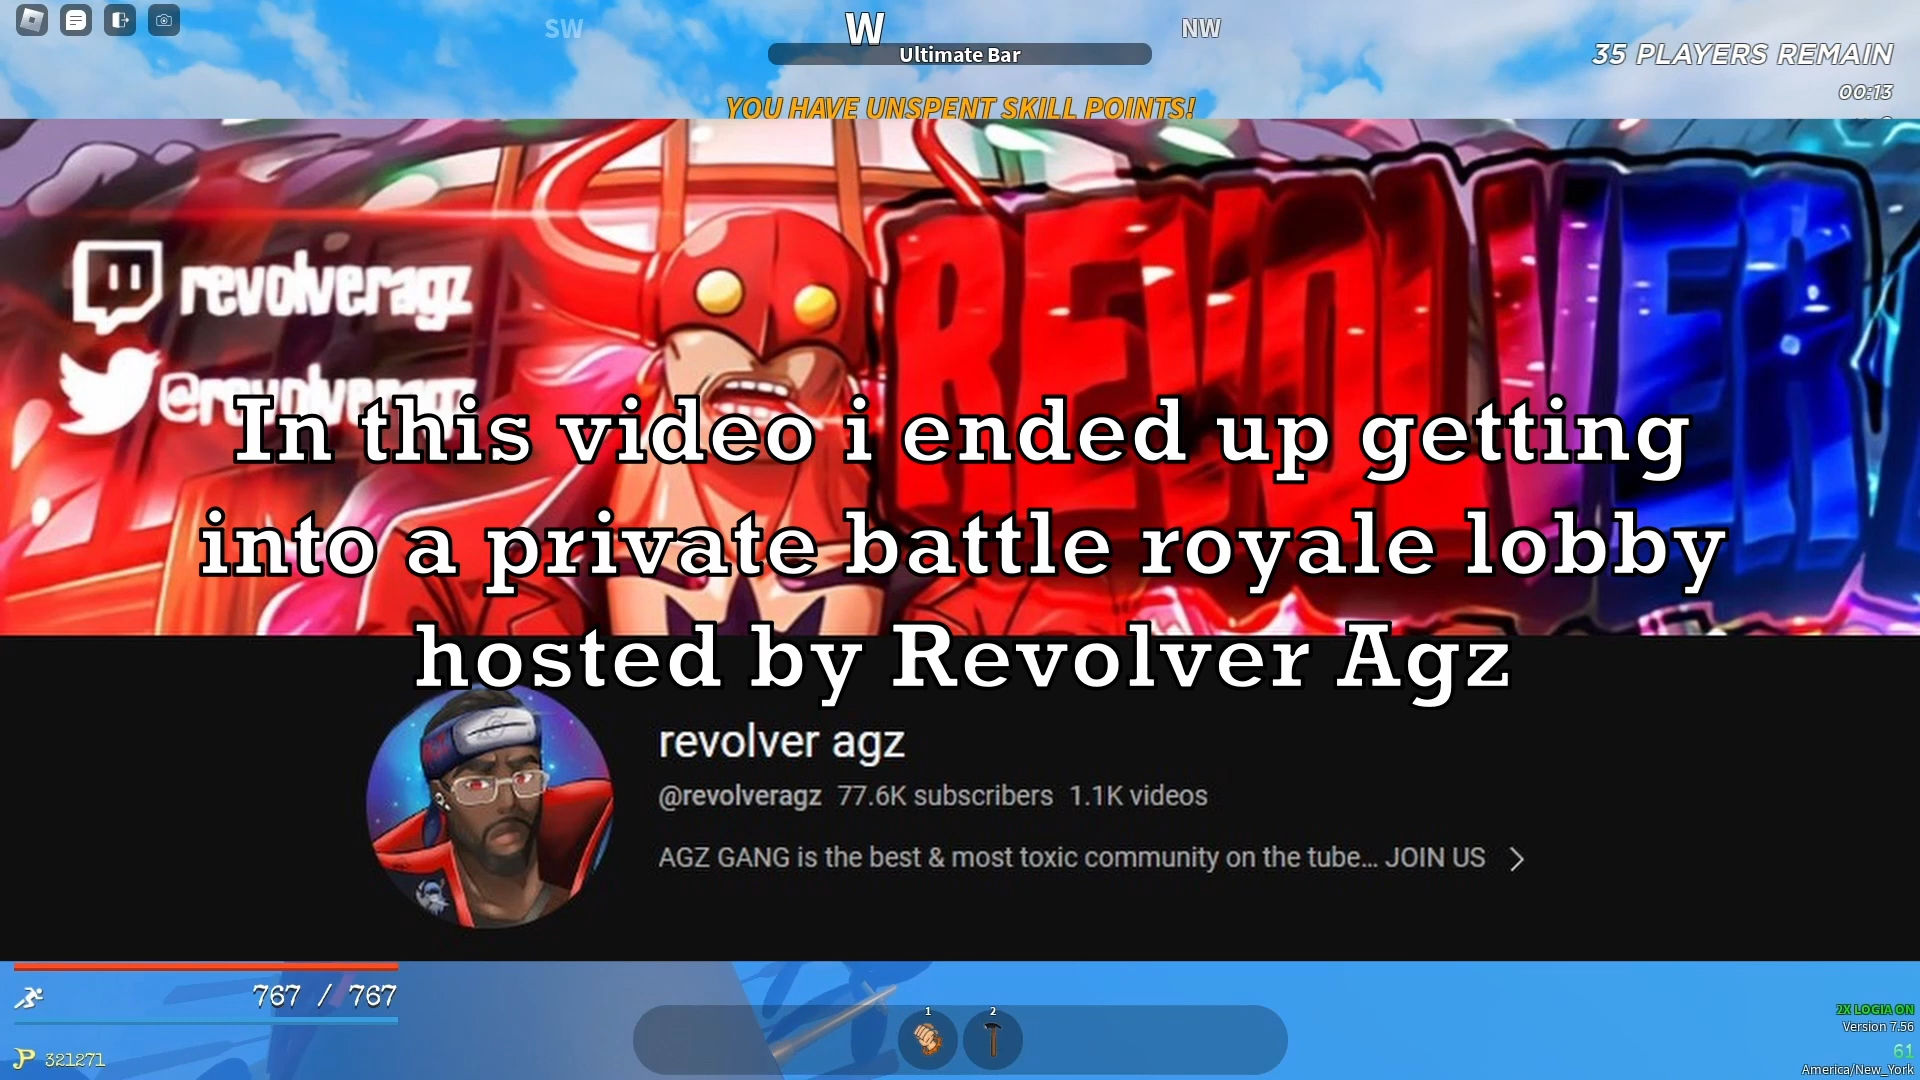 SW
W
NW
Ultimate Bar
35 PLAYERS REMAIN
00:13
YOU HAVE UNSPENT SKILL POINTS!
revolveragz
@revolveragz
REVOLVER
In this video i ended up getting
into a private battle royale lobby
hosted by Revolver Agz
revolver agz
@revolveragz 77.6K subscribers 1.1K videos
AGZ GANG is the best & most toxic community on the tube... JOIN US
767 / 767
1
2
321271
2X LOGIA ON
Version 7.56
61
America/New_York